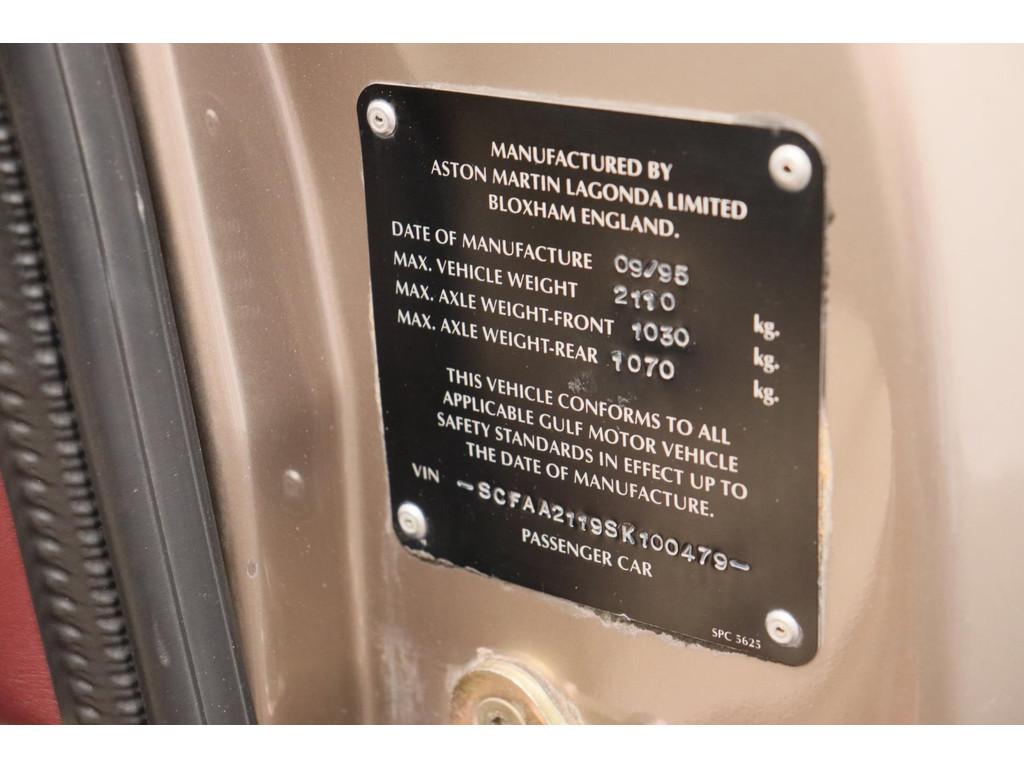 MANUFACTURED BY
ASTON MARTIN LAGONDA LIMITED
BLOXHAM ENGLAND.
DATE OF MANUFACTURE 09/95
MAX. VEHICLE WEIGHT 2110 kg.
MAX. AXLE WEIGHT-FRONT 1030 kg.
MAX. AXLE WEIGHT-REAR 1070 kg.
THIS VEHICLE CONFORMS TO ALL
APPLICABLE GULF MOTOR VEHICLE
SAFETY STANDARDS IN EFFECT UP TO
THE DATE OF MANUFACTURE.
VIN -SCFAA2119SK100479-
PASSENGER CAR
SPC 5625